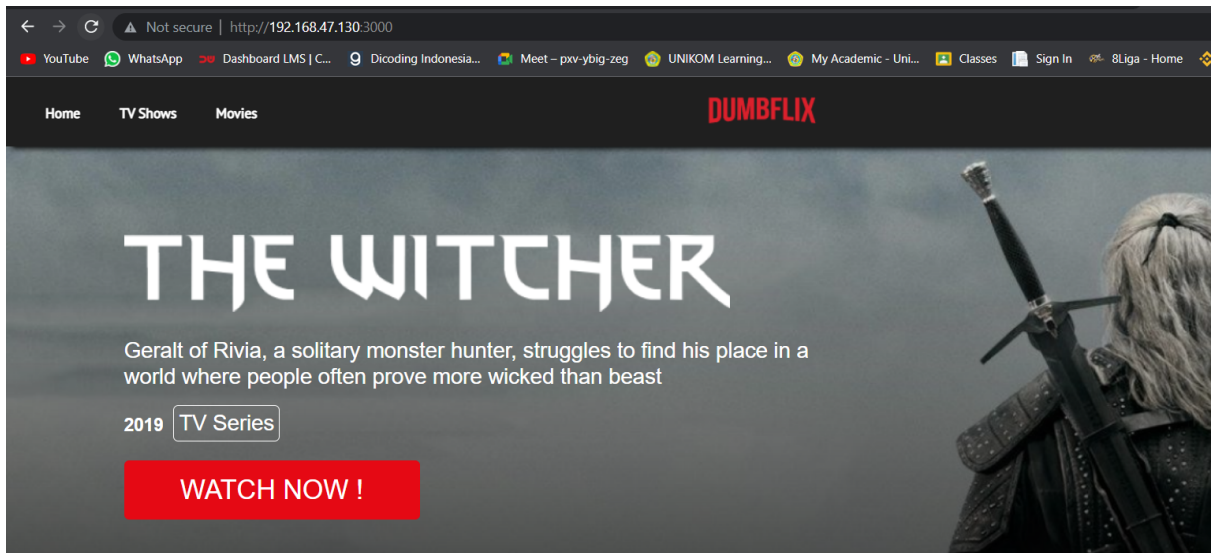 Not secure | http://192.168.47.130:3000
YouTube WhatsApp Dashboard LMS | C... Dicoding Indonesia... Meet – pxv-ybig-zeg UNIKOM Learning... My Academic - Uni... Classes Sign In 8Liga - Home
Home TV Shows Movies DUMBFLIX
THE WITCHER
Geralt of Rivia, a solitary monster hunter, struggles to find his place in a
world where people often prove more wicked than beast
2019 TV Series
WATCH NOW !